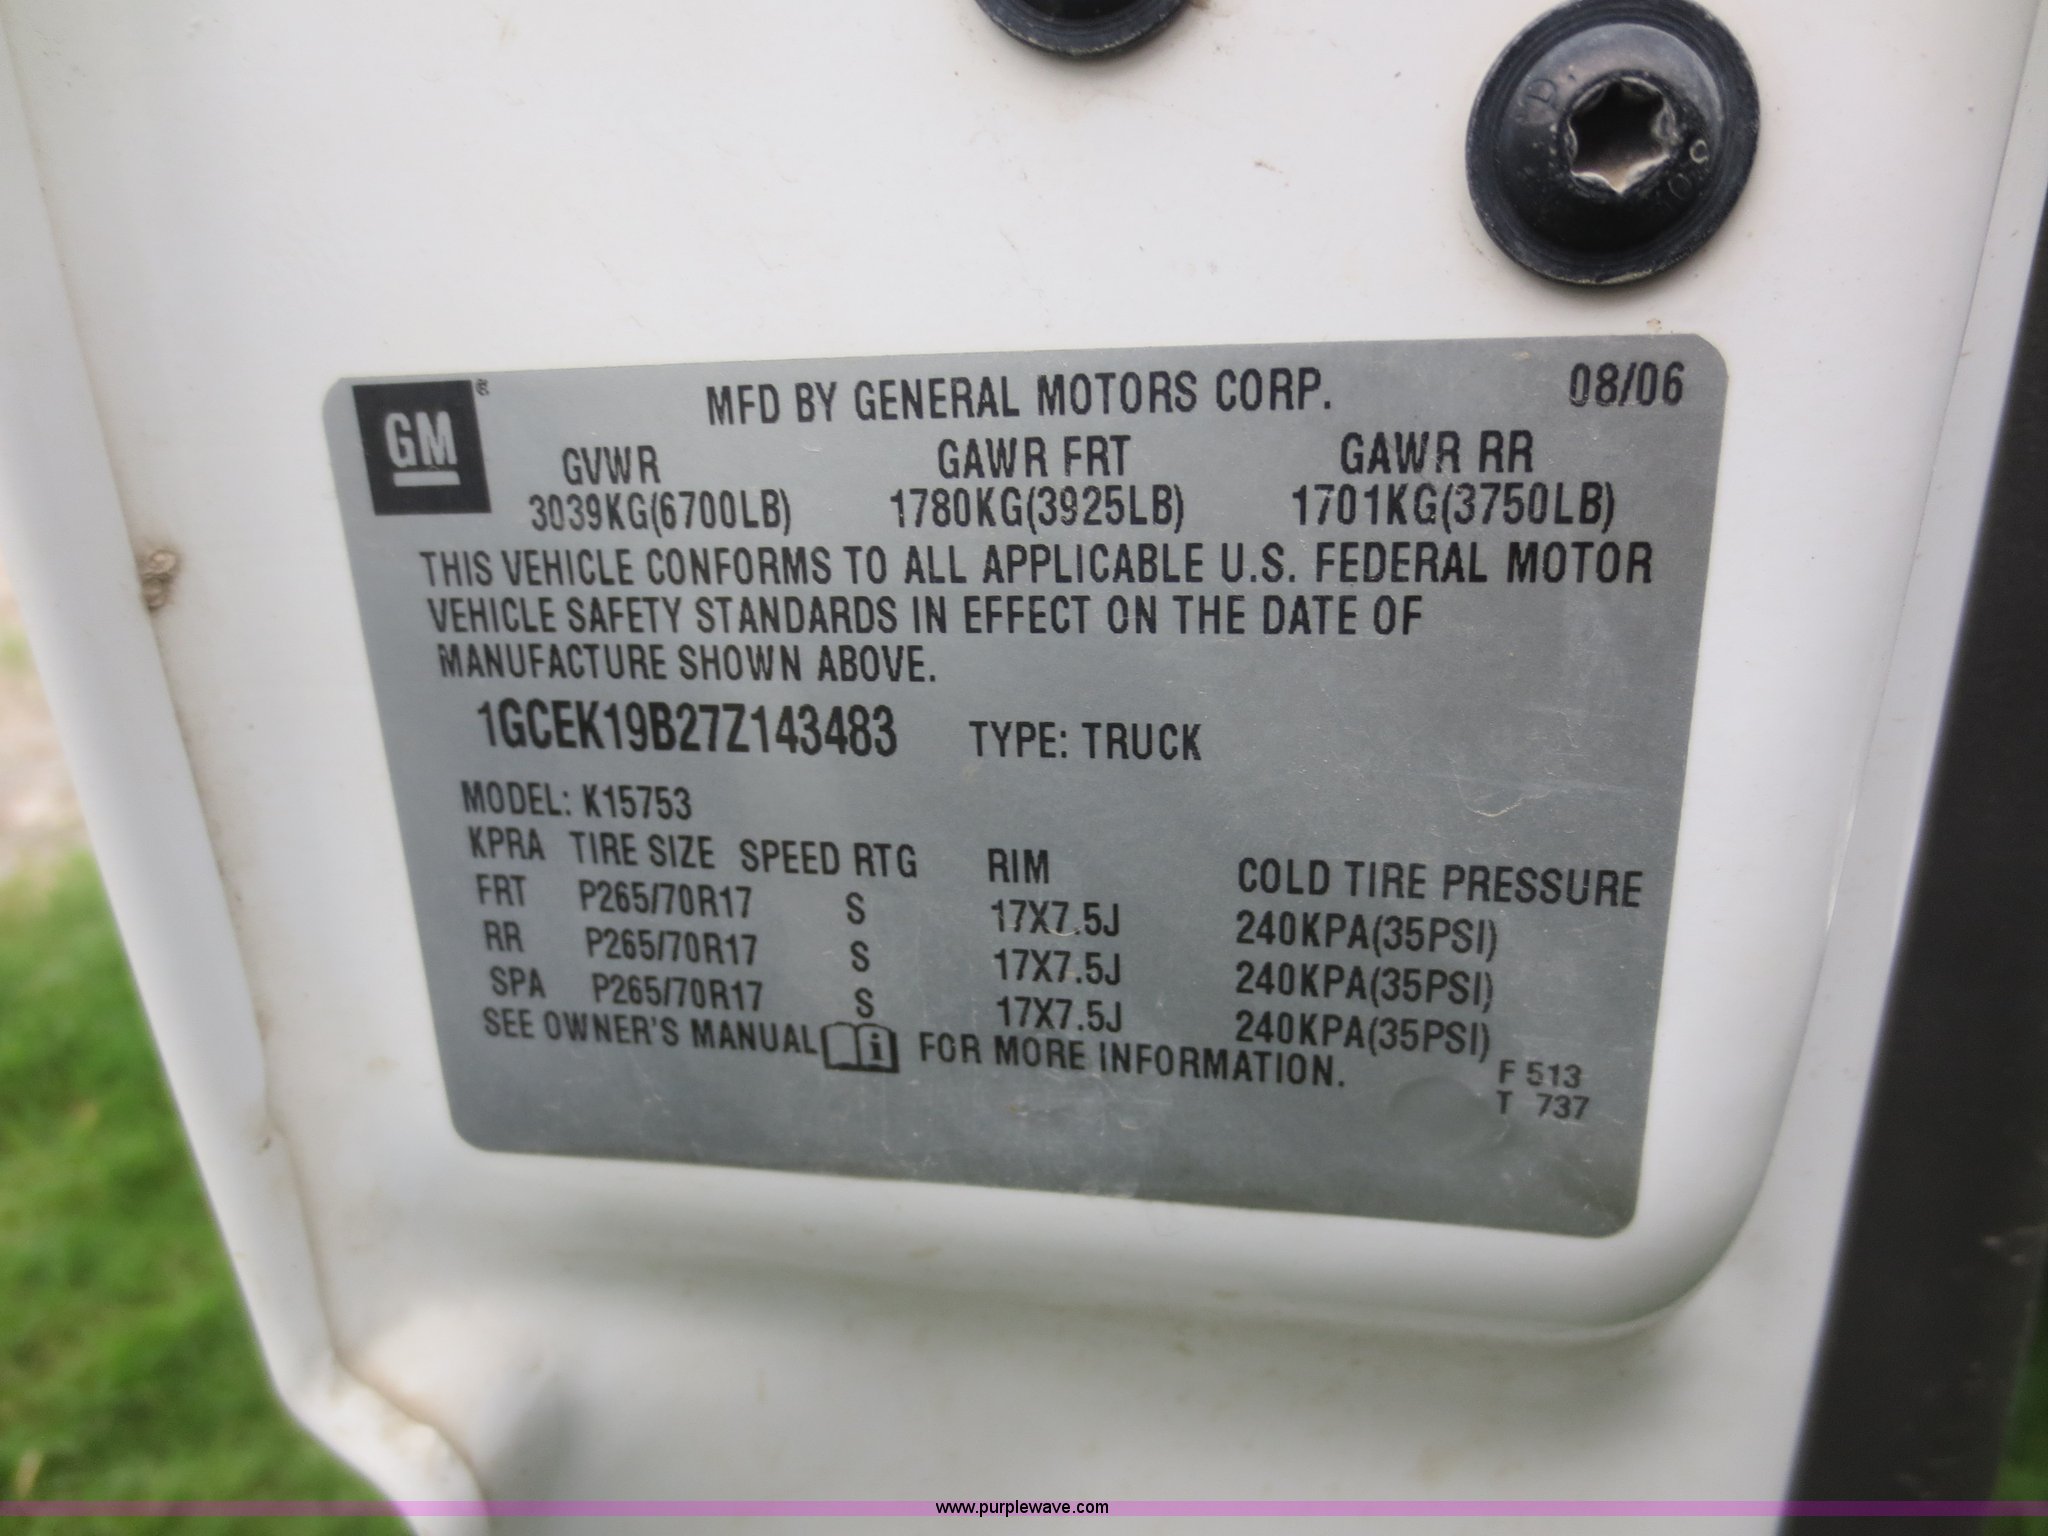 GM®
MFD BY GENERAL MOTORS CORP. 08/06
GVWR GAWR FRT GAWR RR
3039KG(6700LB) 1780KG(3925LB) 1701KG(3750LB)
THIS VEHICLE CONFORMS TO ALL APPLICABLE U.S. FEDERAL MOTOR
VEHICLE SAFETY STANDARDS IN EFFECT ON THE DATE OF
MANUFACTURE SHOWN ABOVE.
1GCEK19B27Z143483 TYPE: TRUCK
MODEL: K15753
KPRA TIRE SIZE SPEED RTG RIM COLD TIRE PRESSURE
FRT P265/70R17 S 17X7.5J 240KPA(35PSI)
RR P265/70R17 S 17X7.5J 240KPA(35PSI)
SPA P265/70R17 S 17X7.5J 240KPA(35PSI)
SEE OWNER'S MANUAL i FOR MORE INFORMATION.
F 513
T 737
www.purplewave.com